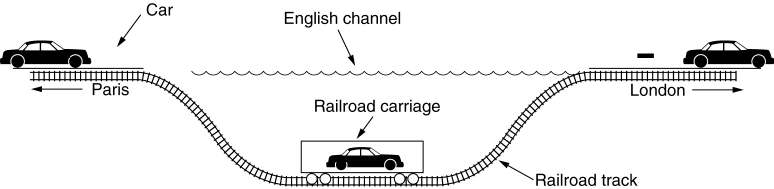 Car
English channel
Paris
London
Railroad carriage
Railroad track